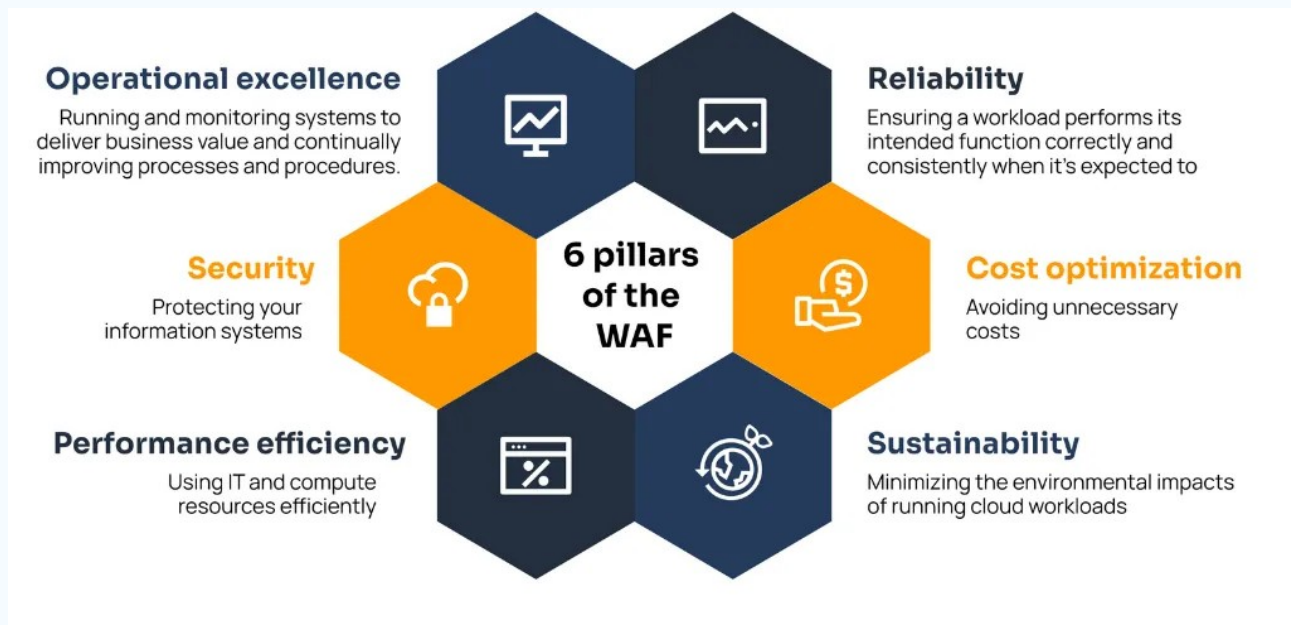 Operational excellence
Running and monitoring systems to
deliver business value and continually
improving processes and procedures.
Reliability
Ensuring a workload performs its
intended function correctly and
consistently when it's expected to
Security
Protecting your
information systems
6 pillars
of the
WAF
$
Cost optimization
Avoiding unnecessary
costs
Performance efficiency
Using IT and compute
resources efficiently
%
Sustainability
Minimizing the environmental impacts
of running cloud workloads